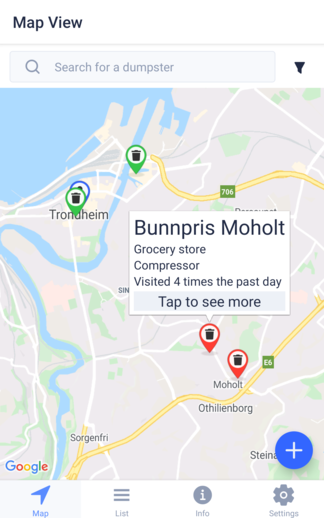 Map View
Search for a dumpster
706
Trondheim
Bunnpris Moholt
Grocery store
Compressor
Visited 4 times the past day
Tap to see more
E6
Moholt
Othilienborg
Sorgenfri
Steina
Google
Map
List
Info
Settings